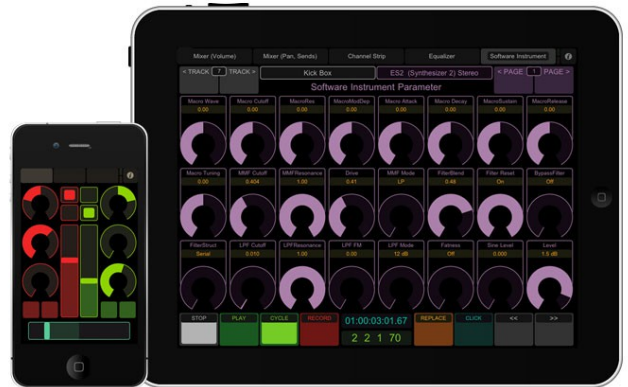 Mixer (Volume) Mixer (Pan, Sends) Channel Strip Equalizer Software Instrument i
< TRACK 7 TRACK > Kick Box ES2 (Synthesizer 2) Stereo < PAGE 1 PAGE >
Software Instrument Parameter
Macro Wave Macro Cutoff MacroRes MacroModDep Macro Attack Macro Decay MacroSustain MacroRelease
0.00 0.00 0.00 0.00 0.00 0.00 0.00 0.00
Macro Tuning MMF Cutoff MMFResonance Drive MMF Mode FilterBlend Filter Reset BypassFilter
0.00 0.404 1.00 0.41 LP 0.48 On Off
FilterStruct LPF Cutoff LPFResonance LPF FM LPF Mode Fatness Sine Level Level
Serial 0.010 1.00 0.00 12 dB Off 0.000 1.5 dB
STOP PLAY CYCLE RECORD 01:00:03:01.67 REPLACE CLICK << >>
2 2 1 70
i